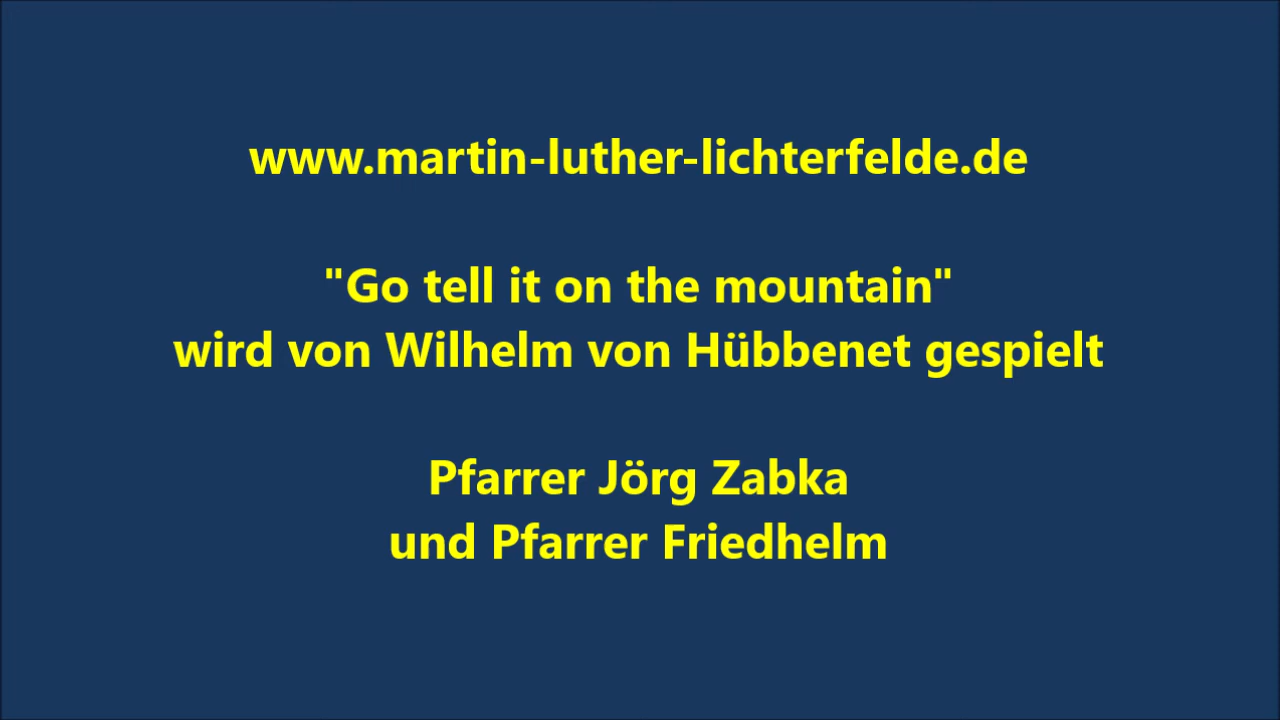 www.martin-luther-lichterfelde.de
"Go tell it on the mountain"
wird von Wilhelm von Hübbenet gespielt
Pfarrer Jörg Zabka
und Pfarrer Friedhelm